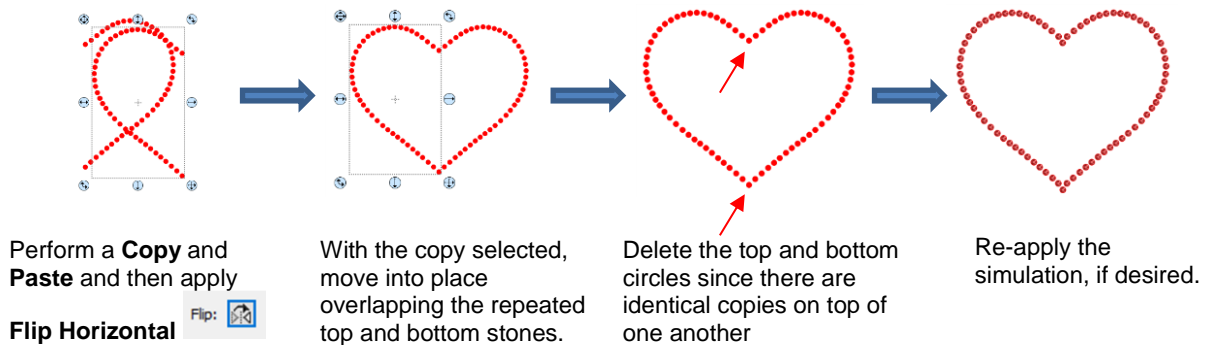 Perform a Copy and
Paste and then apply
Flip Horizontal Flip:
With the copy selected,
move into place
overlapping the repeated
top and bottom stones.
Delete the top and bottom
circles since there are
identical copies on top of
one another
Re-apply the
simulation, if desired.